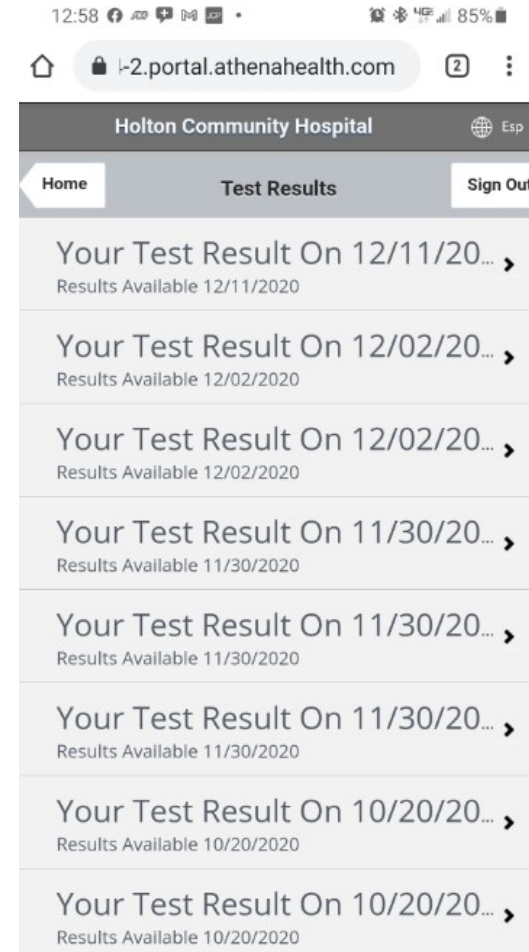 12:58 85%
⊦2.portal.athenahealth.com 2
Holton Community Hospital Esp
Home Test Results Sign Out
Your Test Result On 12/11/20...
Results Available 12/11/2020
Your Test Result On 12/02/20...
Results Available 12/02/2020
Your Test Result On 12/02/20...
Results Available 12/02/2020
Your Test Result On 11/30/20...
Results Available 11/30/2020
Your Test Result On 11/30/20...
Results Available 11/30/2020
Your Test Result On 11/30/20...
Results Available 11/30/2020
Your Test Result On 10/20/20...
Results Available 10/20/2020
Your Test Result On 10/20/20...
Results Available 10/20/2020